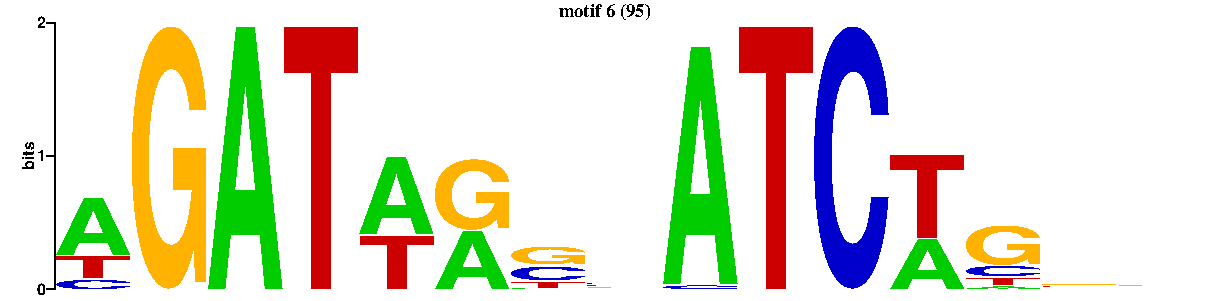 motif 6 (95)
bits
2
1
0
A G A T A G G A T C T G
T T A C A C
C T T